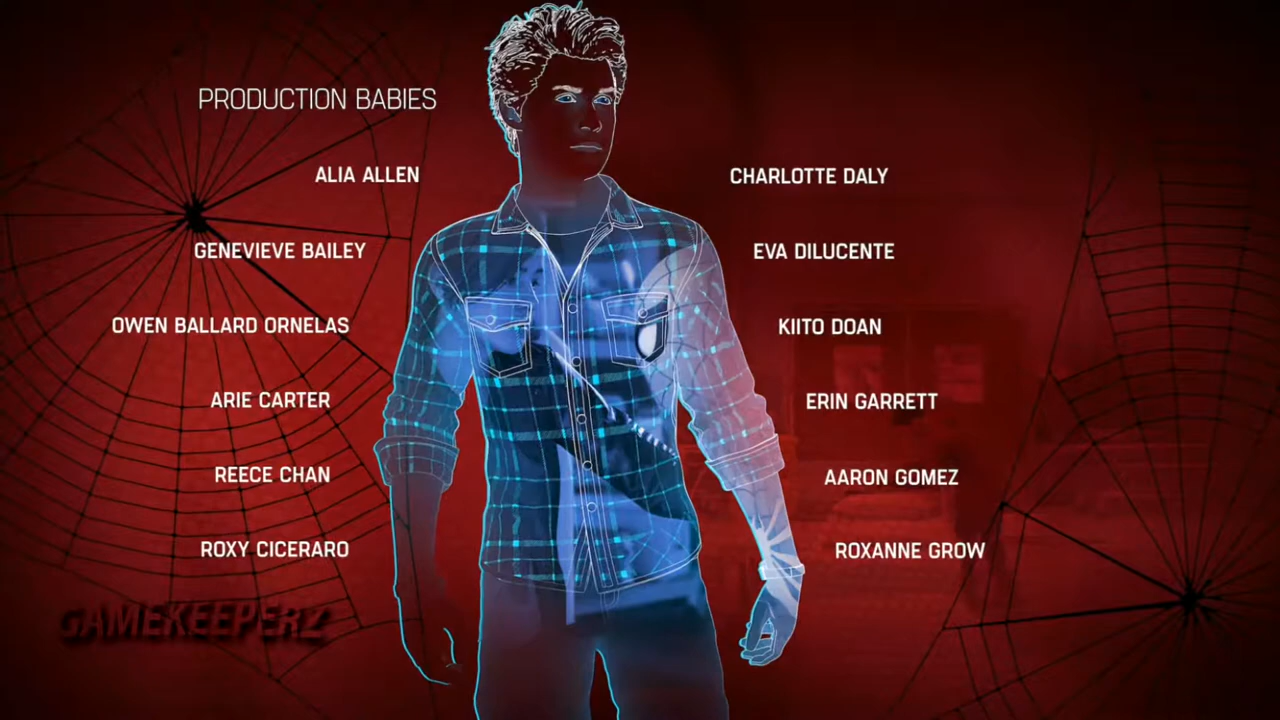 PRODUCTION BABIES
ALIA ALLEN
GENEVIEVE BAILEY
OWEN BALLARD ORNELAS
ARIE CARTER
REECE CHAN
ROXY CICERARO
CHARLOTTE DALY
EVA DILUCENTE
KIITO DOAN
ERIN GARRETT
AARON GOMEZ
ROXANNE GROW
GAMEKEEPERZ